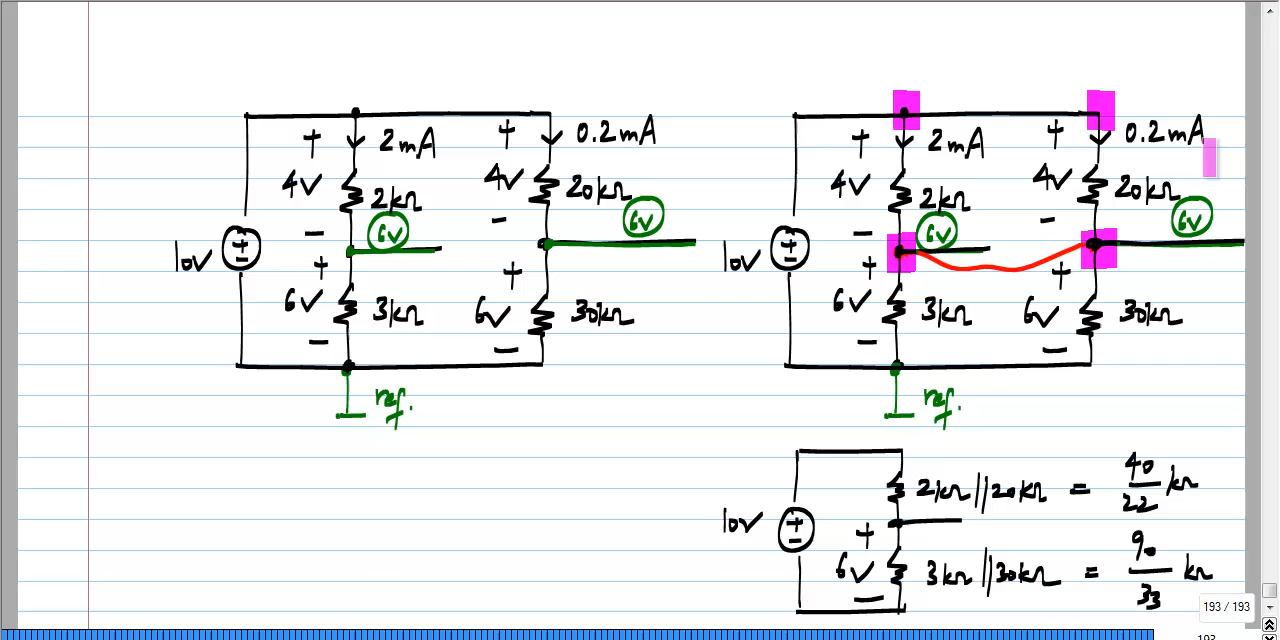 + 2mA + 0.2mA
4V 2kΩ 4V 20kΩ
- 6V - 6V
10V + -
+ +
6V 3kΩ 6V 30kΩ
- -
ref.
+ 2mA + 0.2mA
4V 2kΩ 4V 20kΩ
- 6V - 6V
10V + -
+ +
6V 3kΩ 6V 30kΩ
- -
ref.
2kΩ||20kΩ = 40/22 kΩ
10V + - +
6V 3kΩ||30kΩ = 90/33 kΩ
-
193 / 193